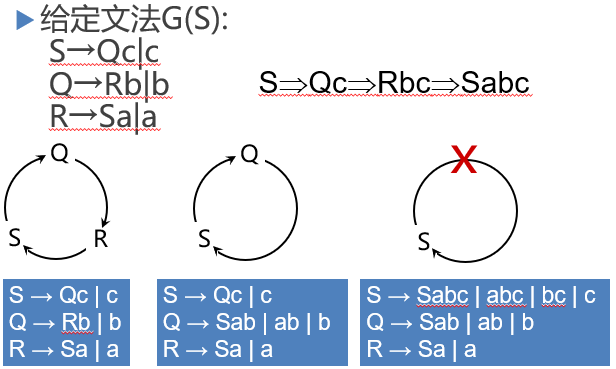 给定文法G(S):
S→Qc|c
Q→Rb|b
R→Sa|a
S⇒Qc⇒Rbc⇒Sabc
Q
S
R
Q
S
X
S
S → Qc | c
Q → Rb | b
R → Sa | a
S → Qc | c
Q → Sab | ab | b
R → Sa | a
S → Sabc | abc | bc | c
Q → Sab | ab | b
R → Sa | a